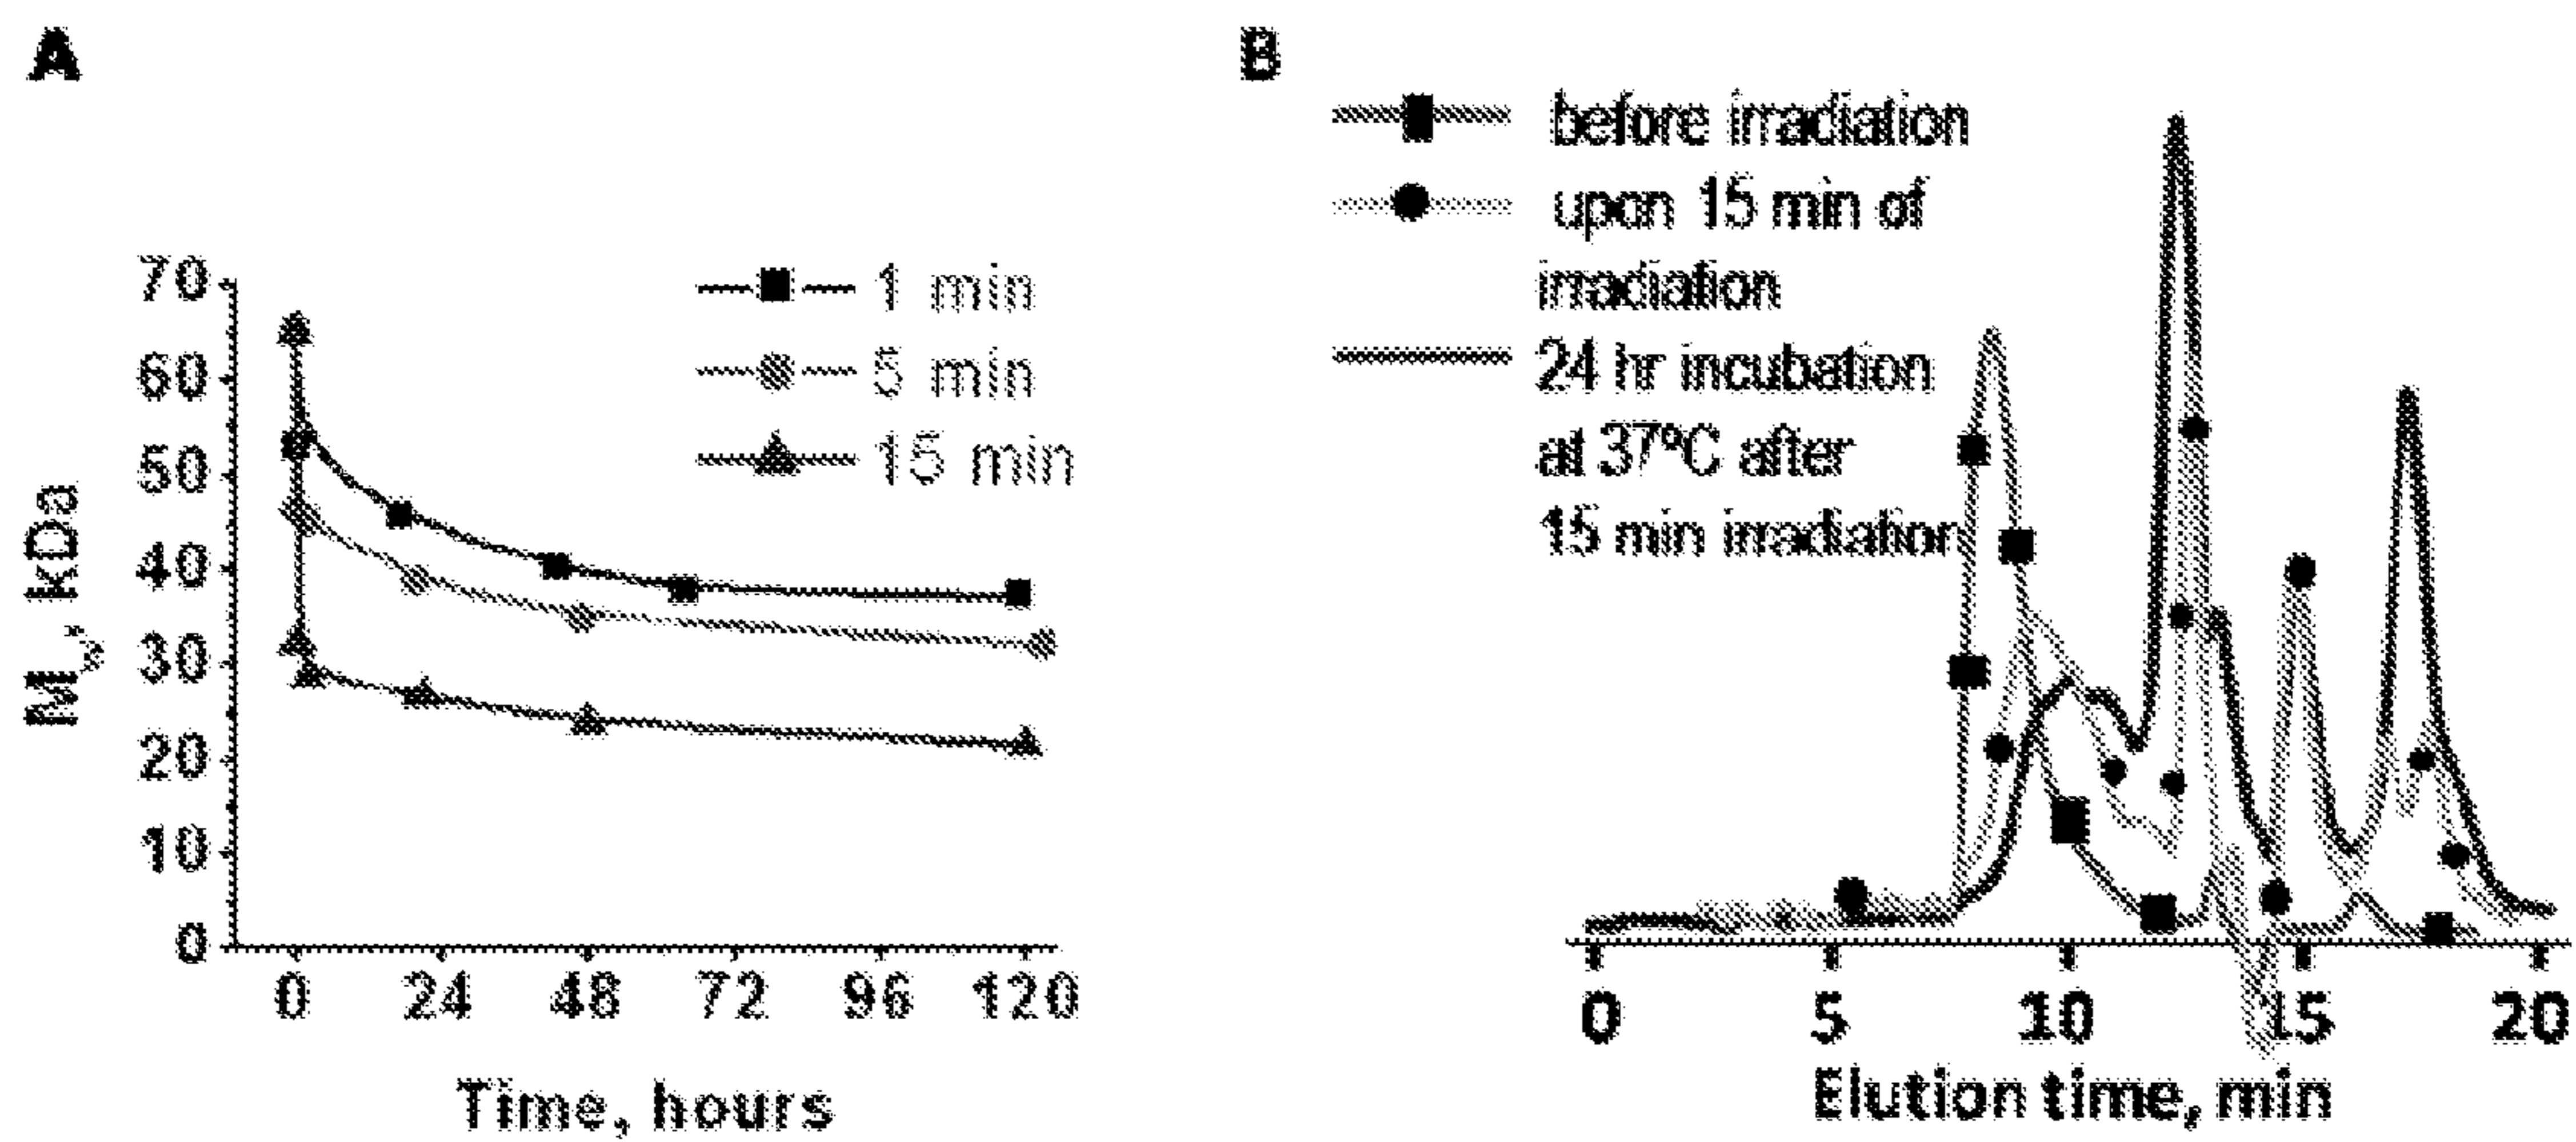 A
70
60
50
40
30
20
10
0
M_w, kDa
1 min
5 min
15 min
0 24 48 72 96 120
Time, hours
B
before irradiation
upon 15 min of
irradiation
24 hr incubation
at 37ºC after
15 min irradiation
0 5 10 15 20
Elution time, min